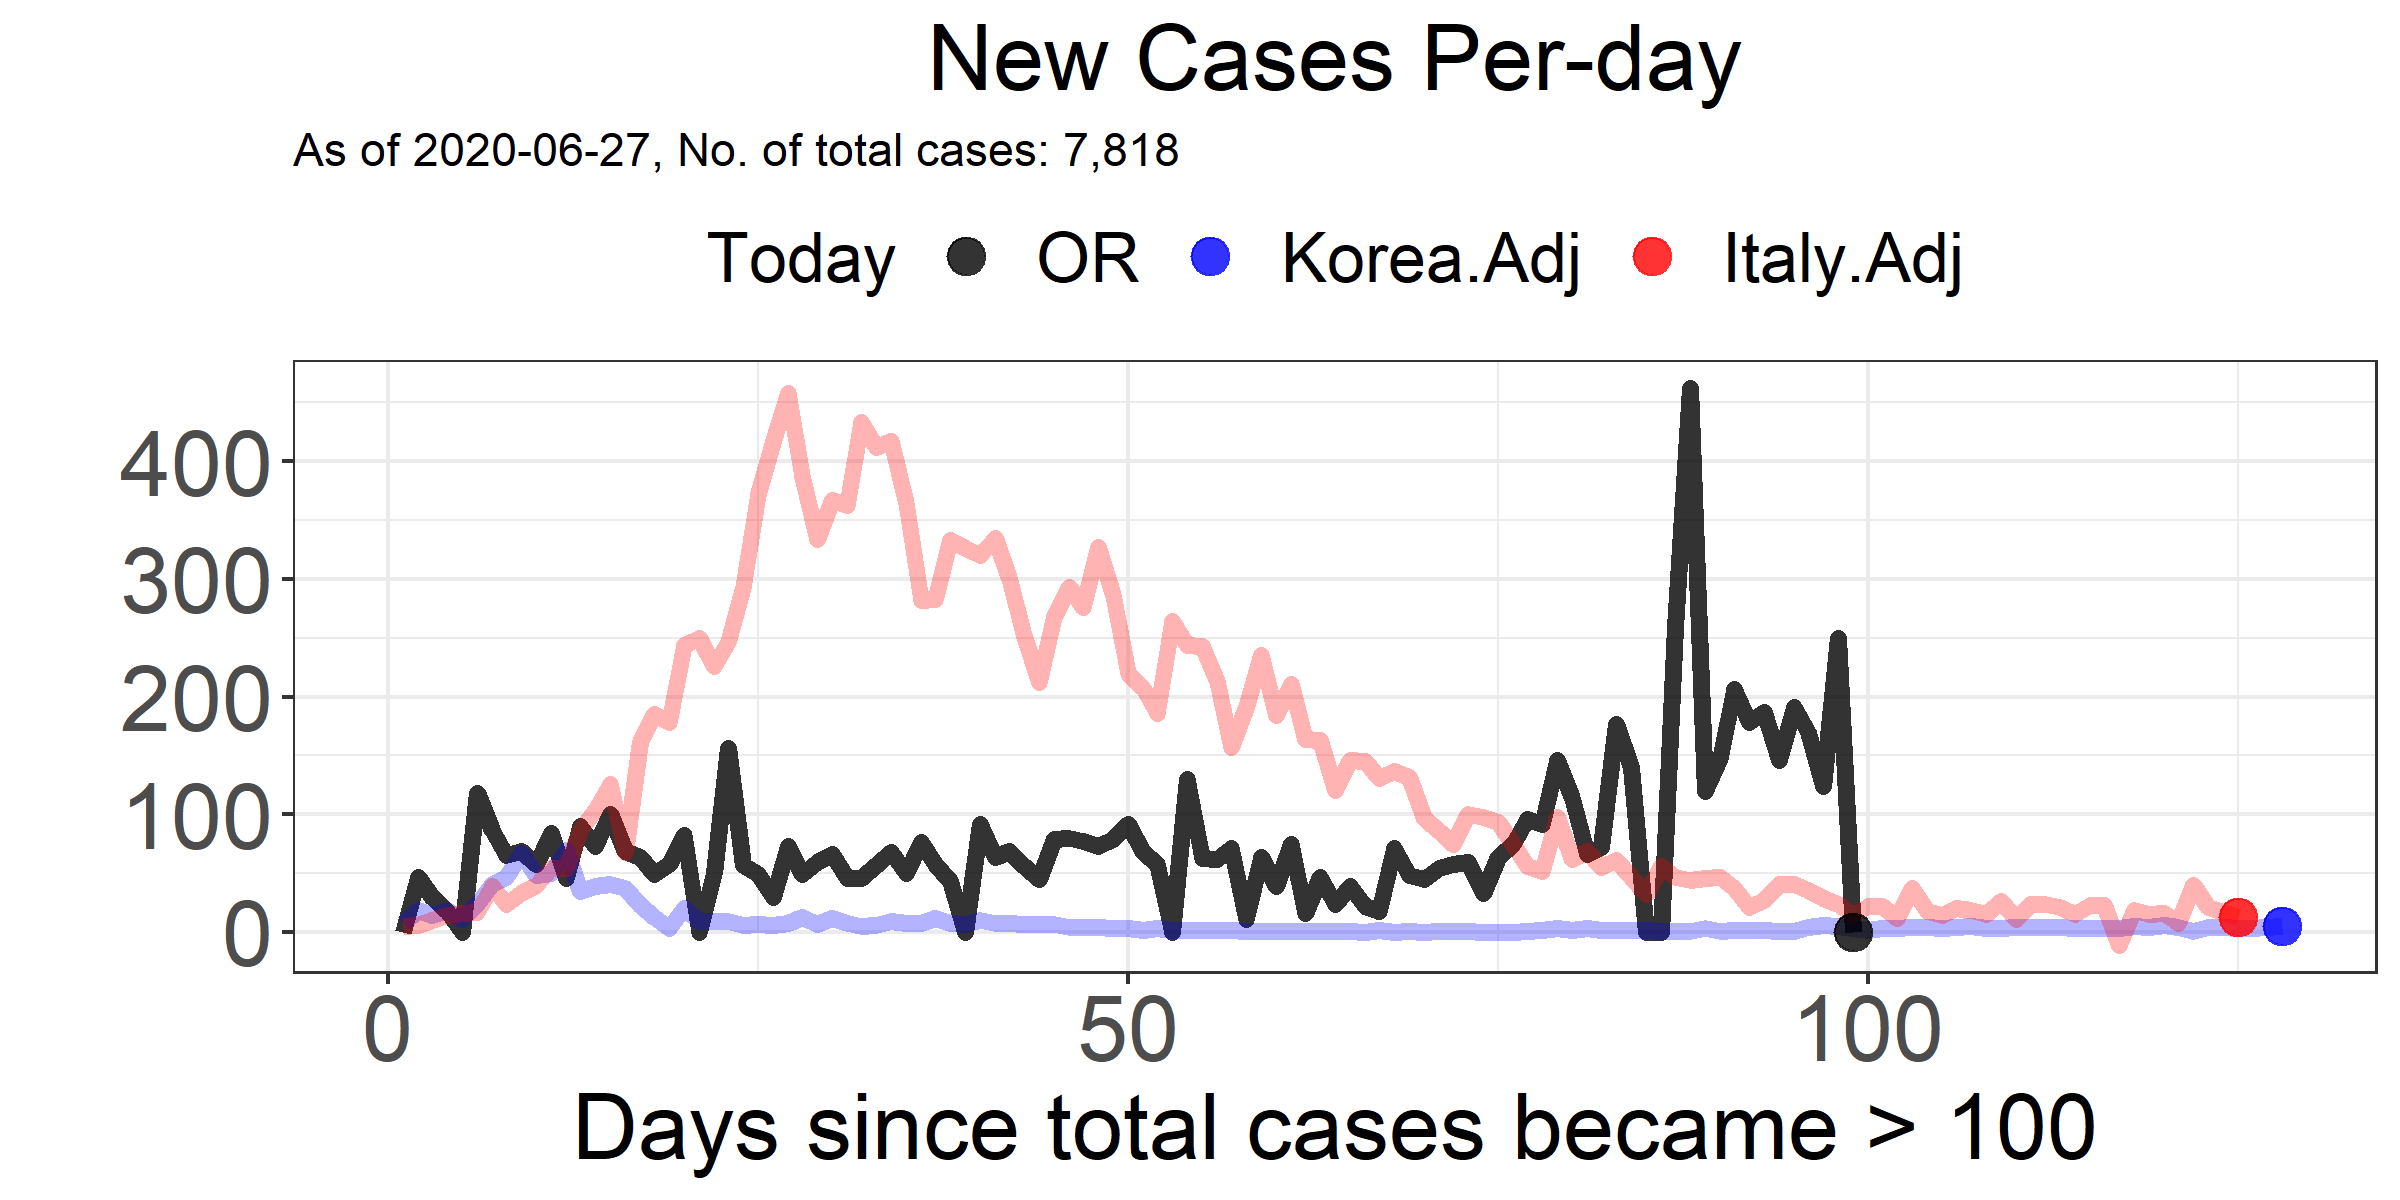 New Cases Per-day
As of 2020-06-27, No. of total cases: 7,818
Today OR Korea.Adj Italy.Adj
400
300
200
100
0
0 50 100
Days since total cases became > 100